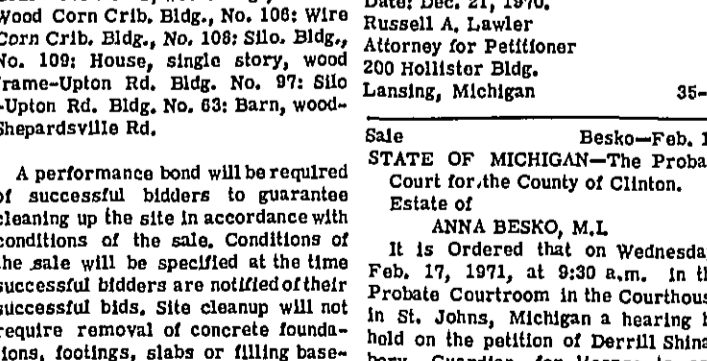 Wood Corn Crib. Bldg., No. 106: Wire
Corn Crib. Bldg., No. 108: Silo. Bldg.,
No. 109: House, single story, wood
frame-Upton Rd. Bldg. No. 97: Silo
-Upton Rd. Bldg. No. 63: Barn, wood-
Shepardsville Rd.
A performance bond will be required
of successful bidders to guarantee
cleaning up the site in accordance with
conditions of the sale. Conditions of
the sale will be specified at the time
successful bidders are notified of their
successful bids. Site cleanup will not
require removal of concrete founda-
tions, footings, slabs or filling base-
Date: Dec. 21, 1970.
Russell A. Lawler
Attorney for Petitioner
200 Hollister Bldg.
Lansing, Michigan 35-
Sale Besko—Feb. 1
STATE OF MICHIGAN—The Proba
Court for the County of Clinton.
Estate of
ANNA BESKO, M.I.
It is Ordered that on Wednesday
Feb. 17, 1971, at 9:30 a.m. in th
Probate Courtroom in the Courthous
in St. Johns, Michigan a hearing b
held on the petition of Derrill Shina